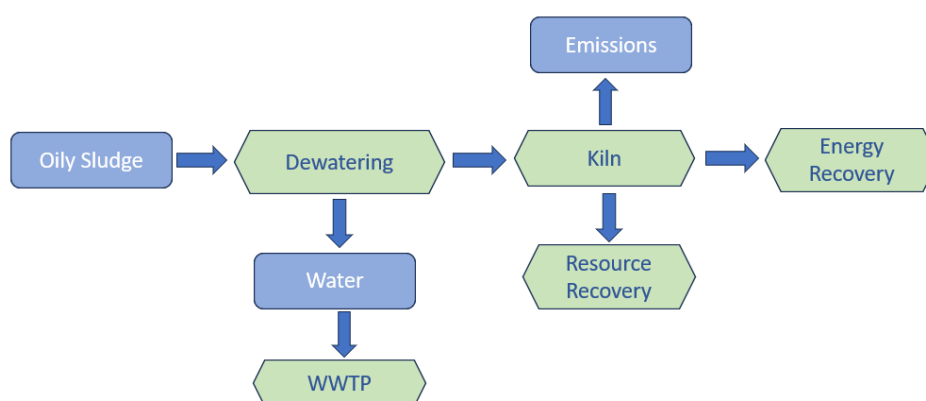 Emissions
Oily Sludge
Dewatering
Kiln
Energy
Recovery
Water
Resource
Recovery
WWTP